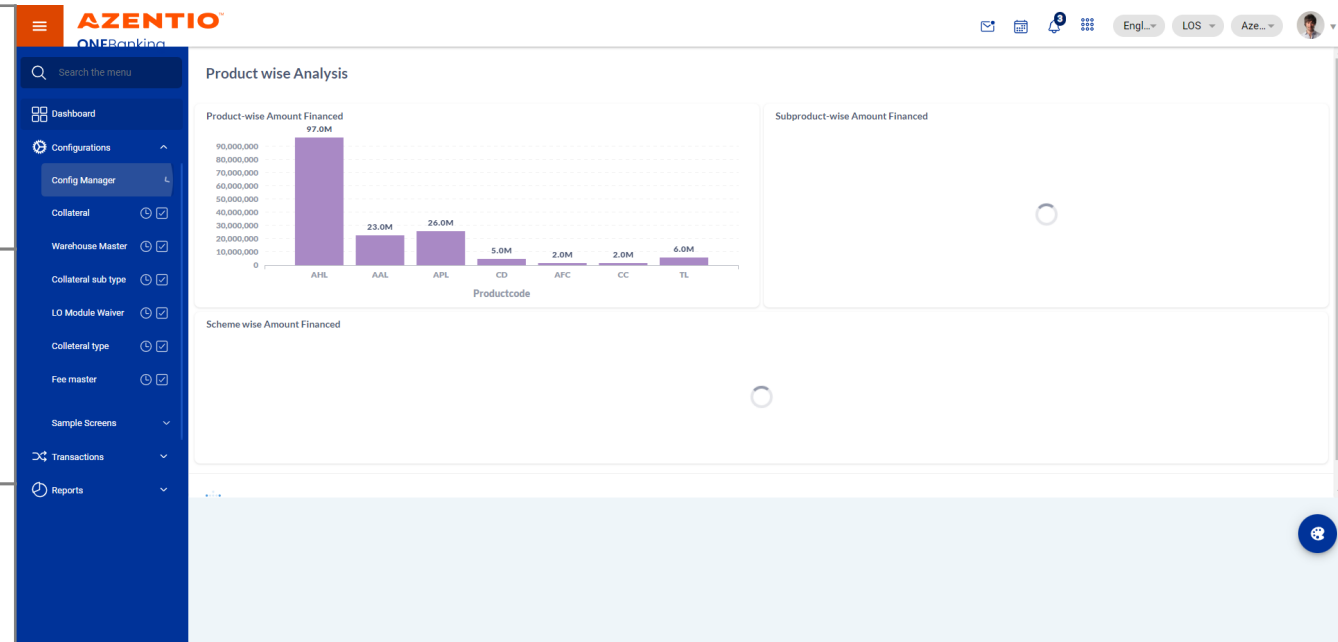 AZENTIO
ONEBanking
3
Engl...
LOS
Aze...
Search the menu
Dashboard
Configurations
Config Manager
Collateral
Warehouse Master
Collateral sub type
LO Module Waiver
Colleteral type
Fee master
Sample Screens
Transactions
Reports
Product wise Analysis
Product-wise Amount Financed
97.0M
90,000,000
80,000,000
70,000,000
60,000,000
50,000,000
40,000,000
30,000,000
20,000,000
10,000,000
0
23.0M
26.0M
5.0M
2.0M
2.0M
6.0M
AHL AAL APL CD AFC CC TL
Productcode
Subproduct-wise Amount Financed
Scheme wise Amount Financed